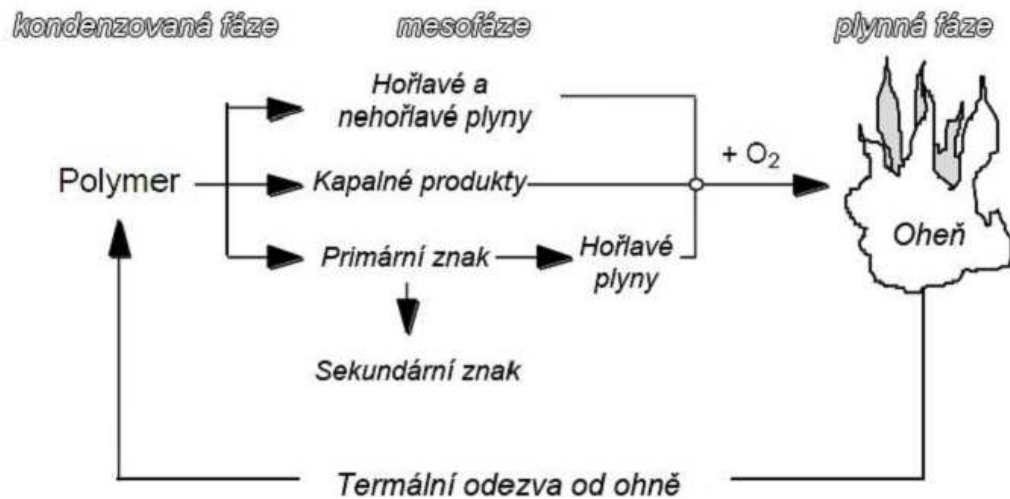 kondenzovaná fáze
mesofáze
plynná fáze
Hořlavé a
nehořlavé plyny
+ O₂
Polymer
Kapalné produkty
Oheň
Primární znak
Hořlavé
plyny
Sekundární znak
Termální odezva od ohně